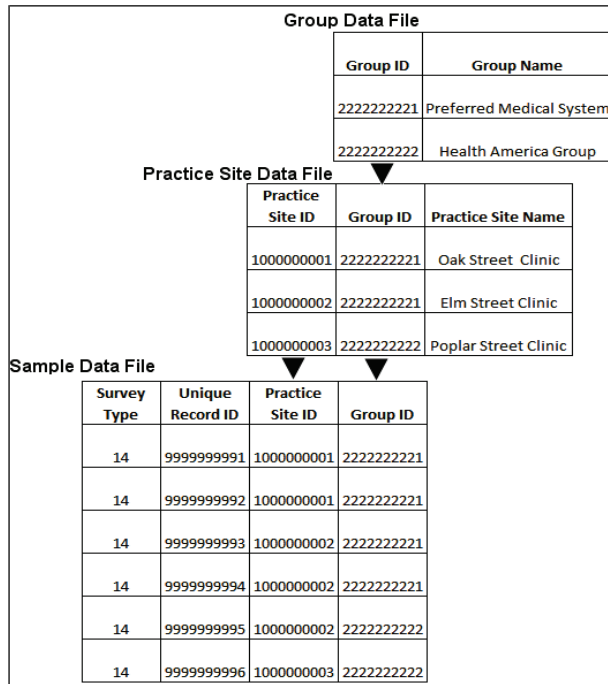 Group Data File
Group ID Group Name
2222222221 Preferred Medical System
2222222222 Health America Group
Practice Site Data File
Practice
Site ID Group ID Practice Site Name
1000000001 2222222221 Oak Street Clinic
1000000002 2222222221 Elm Street Clinic
1000000003 2222222222 Poplar Street Clinic
Sample Data File
Survey Unique Practice
Type Record ID Site ID Group ID
14 9999999991 1000000001 2222222221
14 9999999992 1000000001 2222222221
14 9999999993 1000000002 2222222221
14 9999999994 1000000002 2222222221
14 9999999995 1000000002 2222222222
14 9999999996 1000000003 2222222222